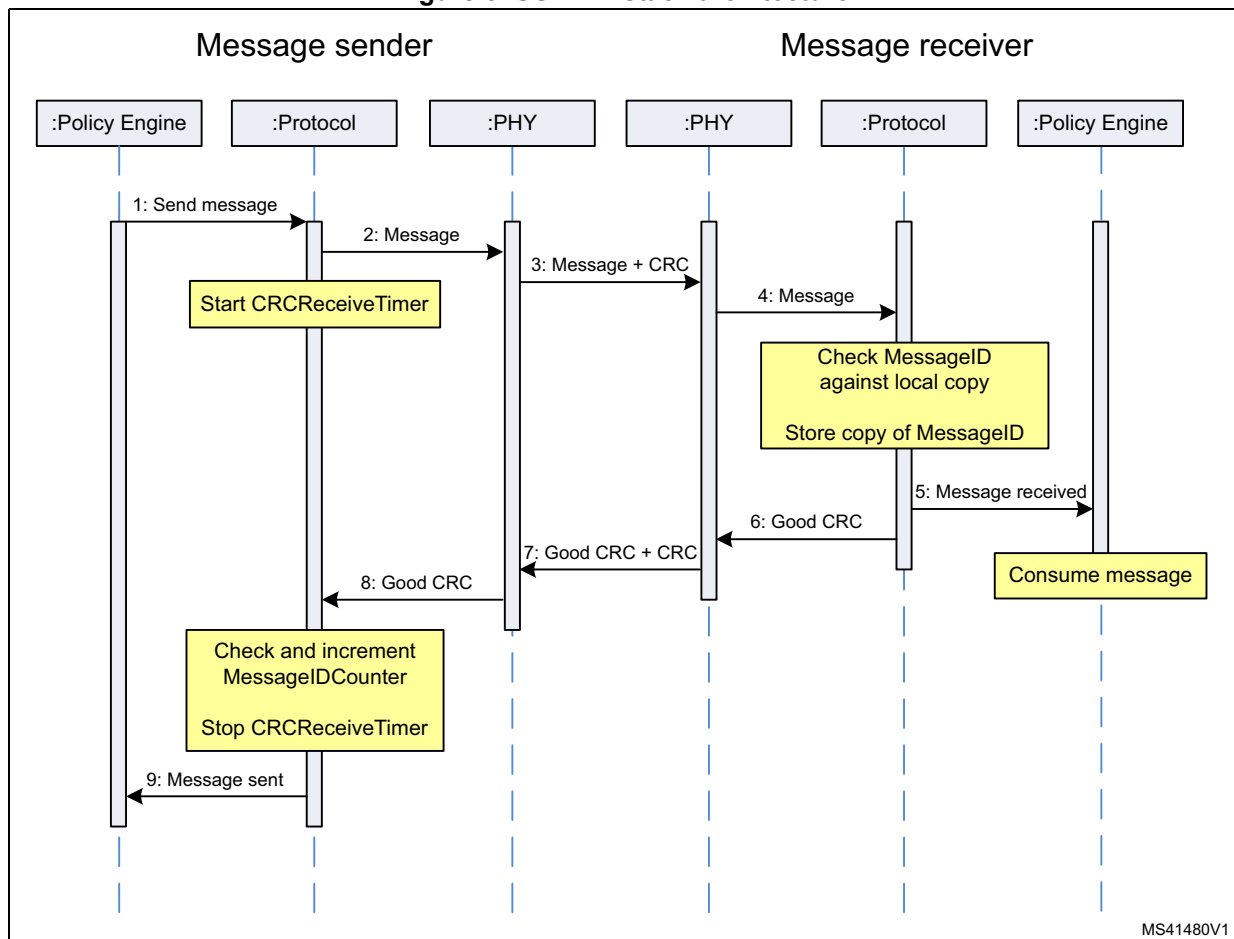 Message sender
Message receiver
:Policy Engine
:Protocol
:PHY
:PHY
:Protocol
:Policy Engine
1: Send message
2: Message
3: Message + CRC
Start CRCReceiveTimer
4: Message
Check MessageID
against local copy
Store copy of MessageID
5: Message received
6: Good CRC
7: Good CRC + CRC
8: Good CRC
Consume message
Check and increment
MessageIDCounter
Stop CRCReceiveTimer
9: Message sent
MS41480V1